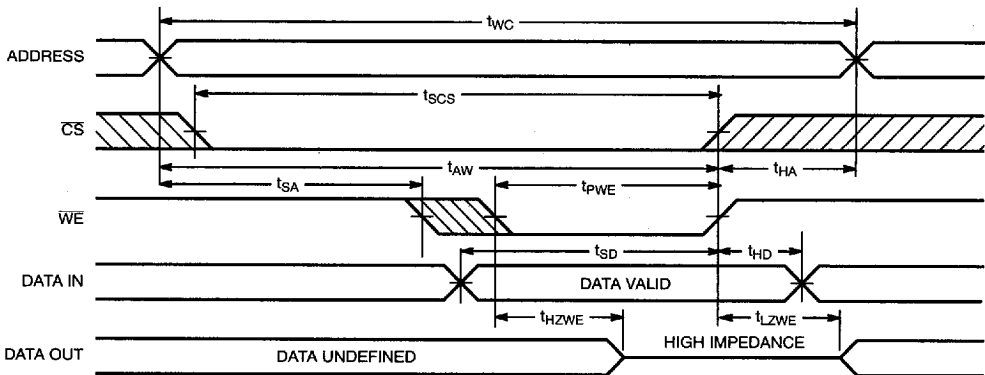 tWC
ADDRESS
tSCS
CS
tAW
tHA
tSA
tPWE
WE
tSD
tHD
DATA IN
DATA VALID
tHZWE
tLZWE
HIGH IMPEDANCE
DATA OUT
DATA UNDEFINED